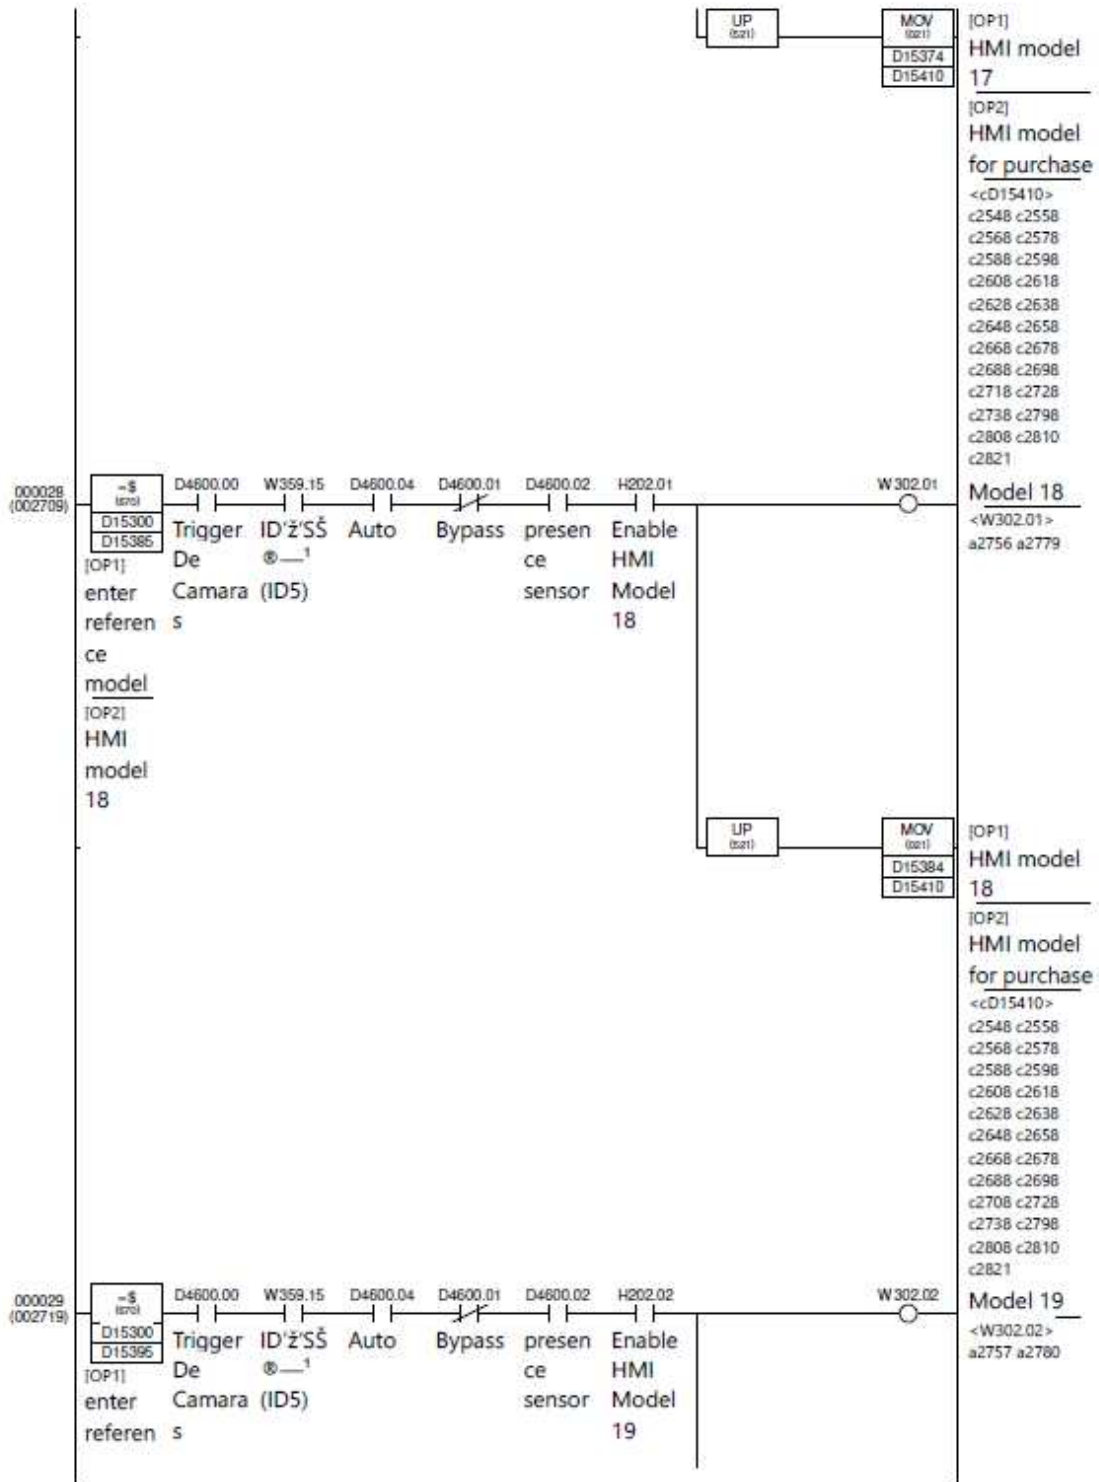 UP
(521)
MOV
(021)
D15374
D15410
[OP1]
HMI model
17
[OP2]
HMI model
for purchase
<cD15410>
c2548 c2558
c2568 c2578
c2588 c2598
c2608 c2618
c2628 c2638
c2648 c2658
c2668 c2678
c2688 c2698
c2718 c2728
c2738 c2798
c2808 c2810
c2821
000028
(002709)
=$
(670)
D15300
D15385
D4600.00 W359.15 D4600.04 D4600.01 D4600.02 H202.01 W302.01
Trigger ID'ž'SŠ Auto Bypass presen Enable
De ®—¹ ce HMI
Camara (ID5) sensor Model
s 18
[OP1]
enter
referen
ce
model
[OP2]
HMI
model
18
Model 18
<W302.01>
a2756 a2779
UP
(521)
MOV
(021)
D15384
D15410
[OP1]
HMI model
18
[OP2]
HMI model
for purchase
<cD15410>
c2548 c2558
c2568 c2578
c2588 c2598
c2608 c2618
c2628 c2638
c2648 c2658
c2668 c2678
c2688 c2698
c2708 c2728
c2738 c2798
c2808 c2810
c2821
000029
(002719)
=$
(670)
D15300
D15395
D4600.00 W359.15 D4600.04 D4600.01 D4600.02 H202.02 W302.02
Trigger ID'ž'SŠ Auto Bypass presen Enable
De ®—¹ ce HMI
Camara (ID5) sensor Model
s 19
[OP1]
enter
referen
Model 19
<W302.02>
a2757 a2780